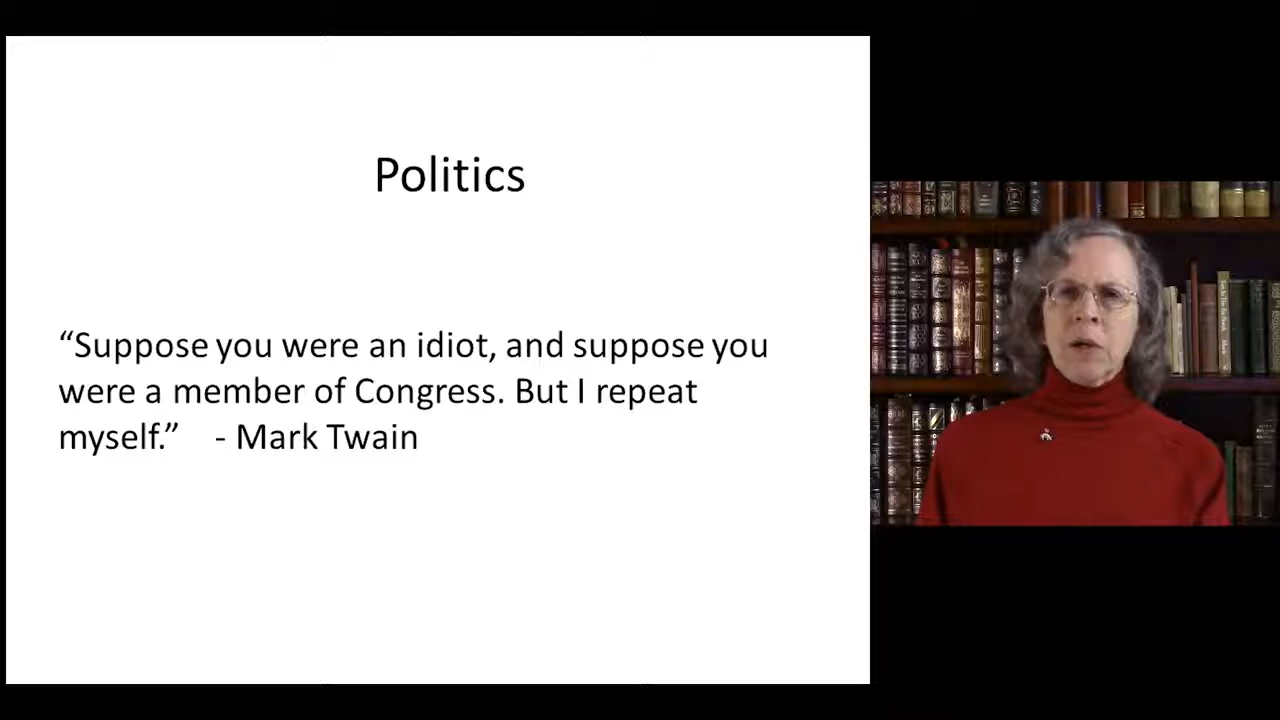 Politics
“Suppose you were an idiot, and suppose you
were a member of Congress. But I repeat
myself.” - Mark Twain